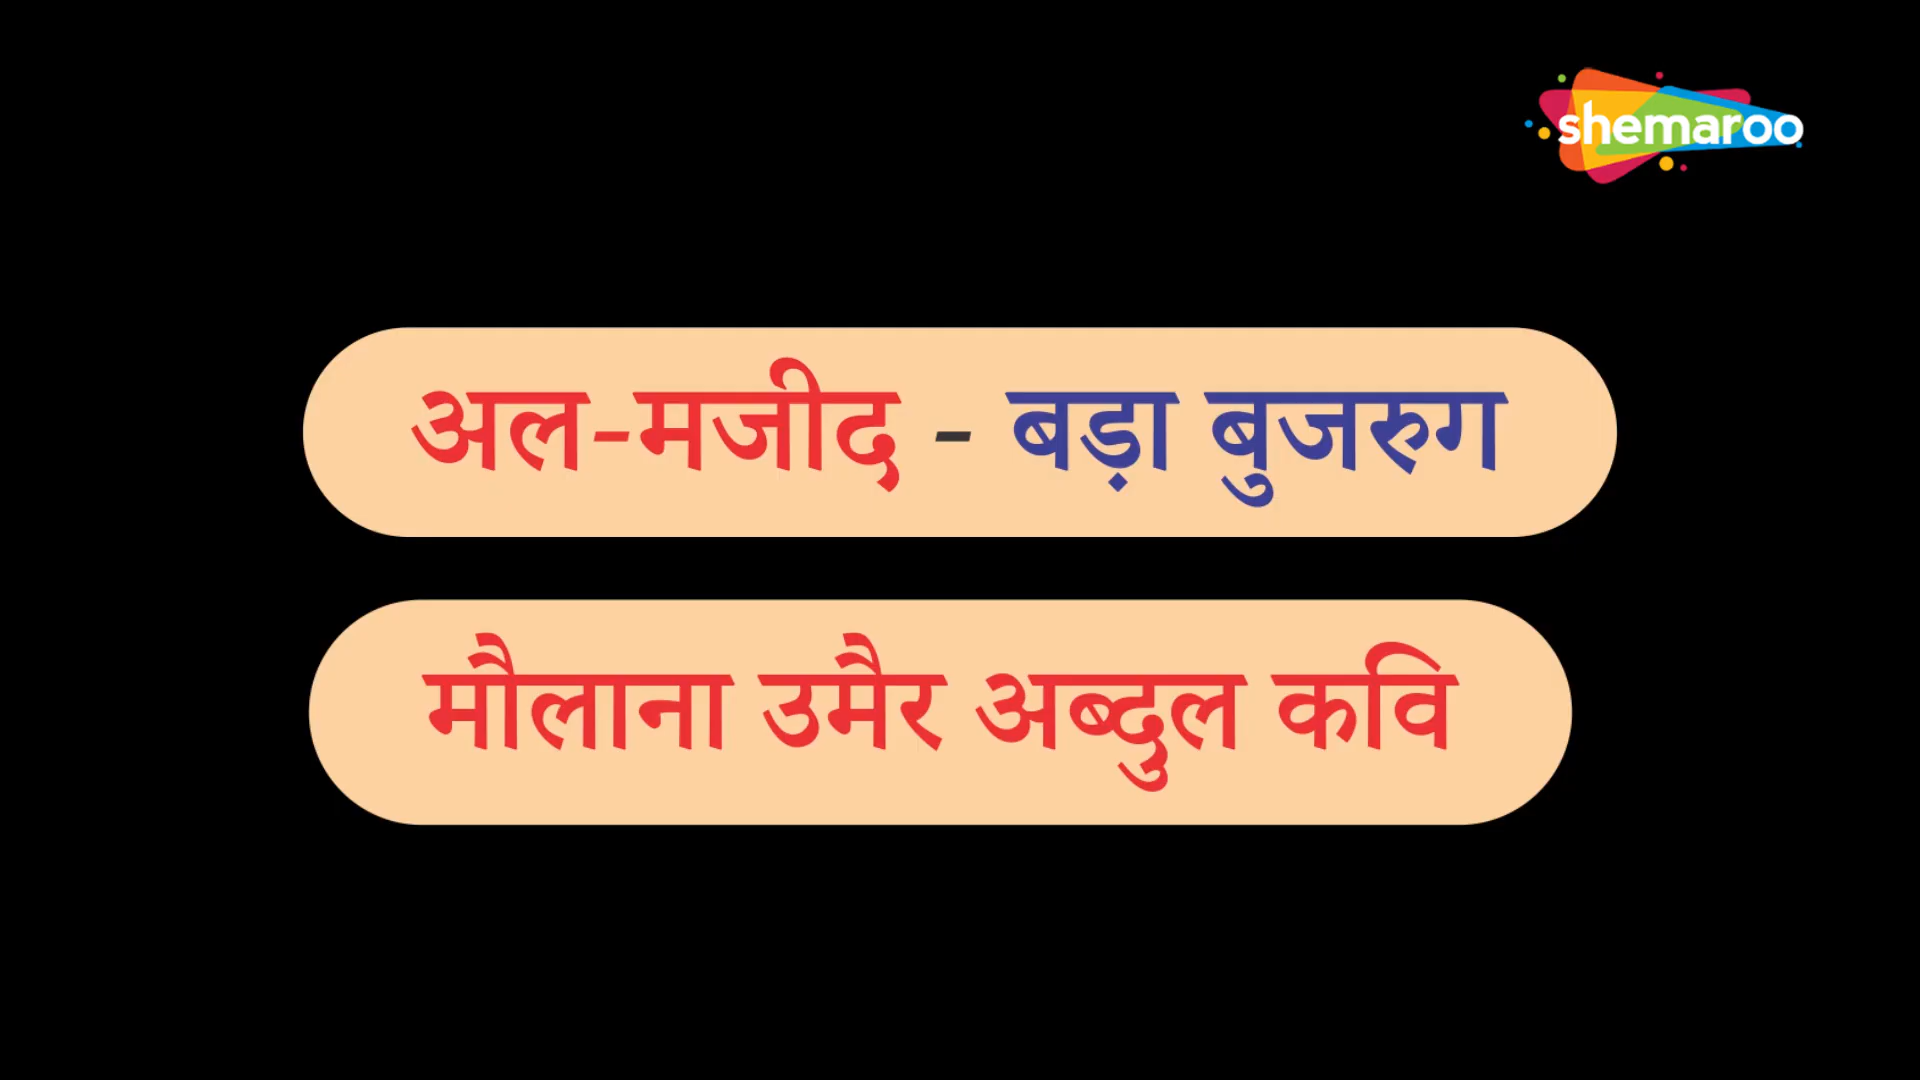 shemaroo
अल-मजीद - बड़ा बुजरुग
मौलाना उमैर अब्दुल कवि